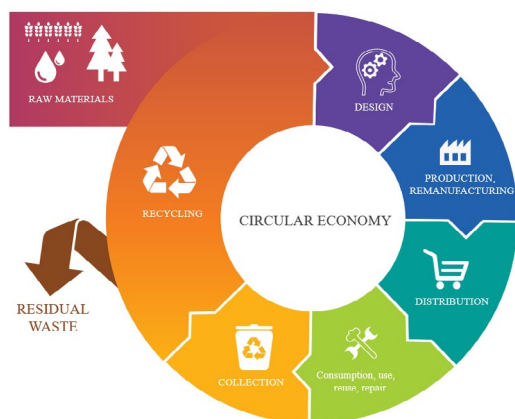 RAW MATERIALS
DESIGN
PRODUCTION,
REMANUFACTURING
RECYCLING
CIRCULAR ECONOMY
DISTRIBUTION
RESIDUAL
WASTE
COLLECTION
Consumption, use,
reuse, repair